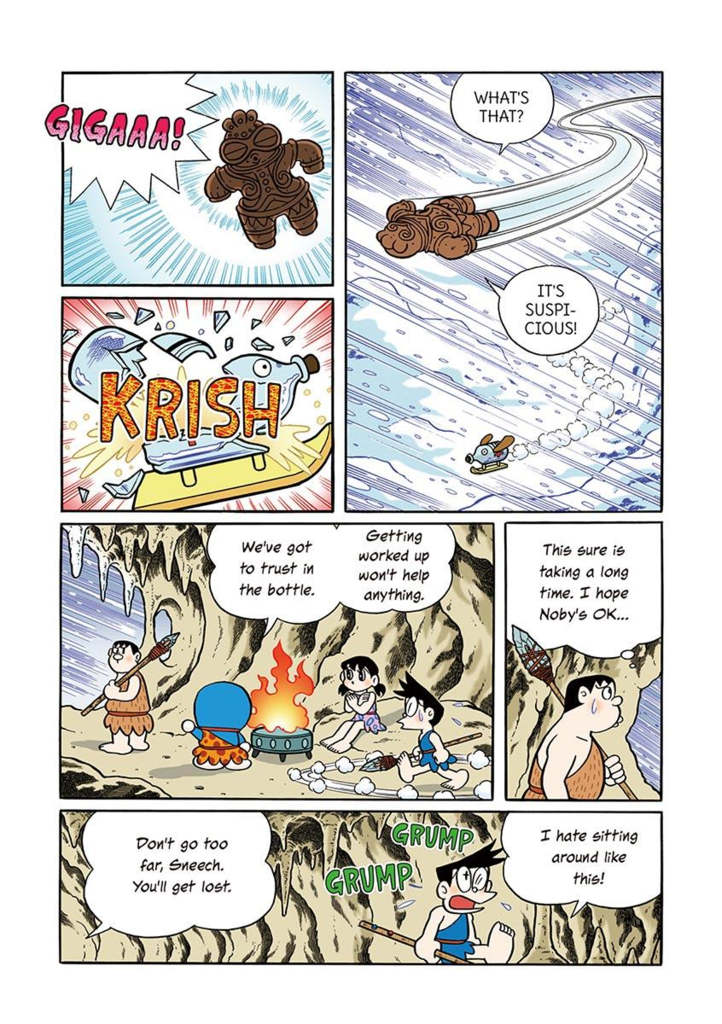 GIGAAA!
WHAT'S
THAT?
IT'S
SUSPI-
CIOUS!
KRISH
We've got
to trust in
the bottle.
Getting
worked up
won't help
anything.
This sure is
taking a long
time. I hope
Noby's OK...
Don't go too
far, Sneech.
You'll get lost.
GRUMP
GRUMP
I hate sitting
around like
this!